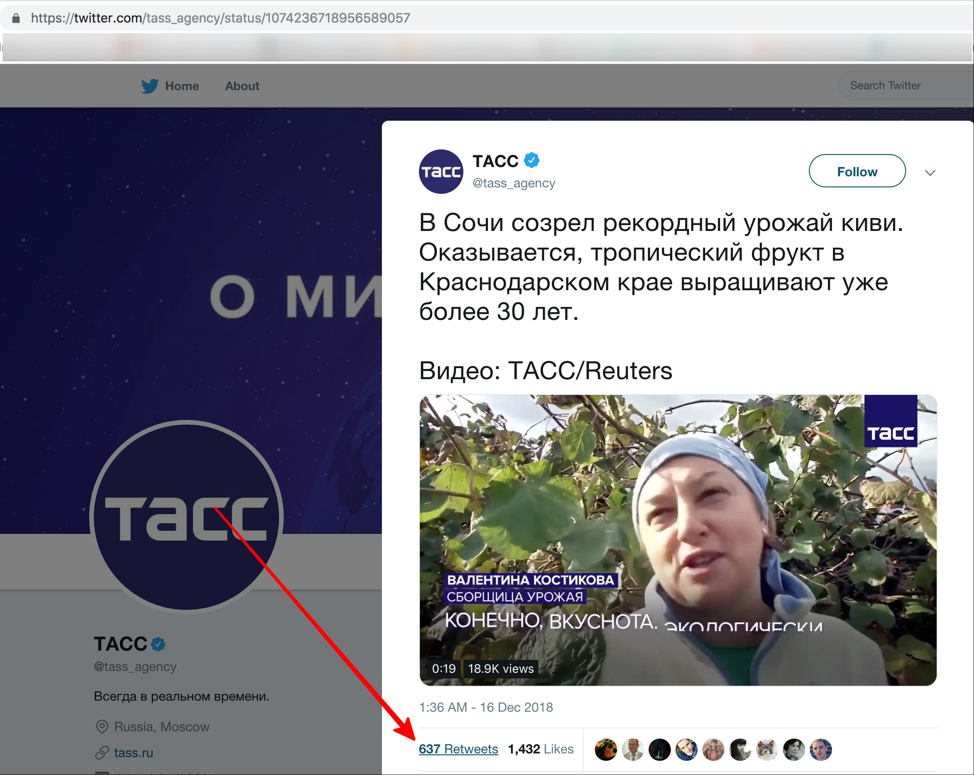 https://twitter.com/tass_agency/status/1074236718956589057
Home
About
Search Twitter
О МИ
ТАСС
ТАСС
@tass_agency
Всегда в реальном времени.
Russia, Moscow
tass.ru
ТАСС
ТАСС
@tass_agency
Follow
В Сочи созрел рекордный урожай киви.
Оказывается, тропический фрукт в
Краснодарском крае выращивают уже
более 30 лет.
Видео: ТАСС/Reuters
ТАСС
ВАЛЕНТИНА КОСТИКОВА
СБОРЩИЦА УРОЖАЯ
КОНЕЧНО, ВКУСНОТА. ЭКОЛОГИЧЕСКИ
0:19 18.9K views
1:36 AM - 16 Dec 2018
637 Retweets 1,432 Likes